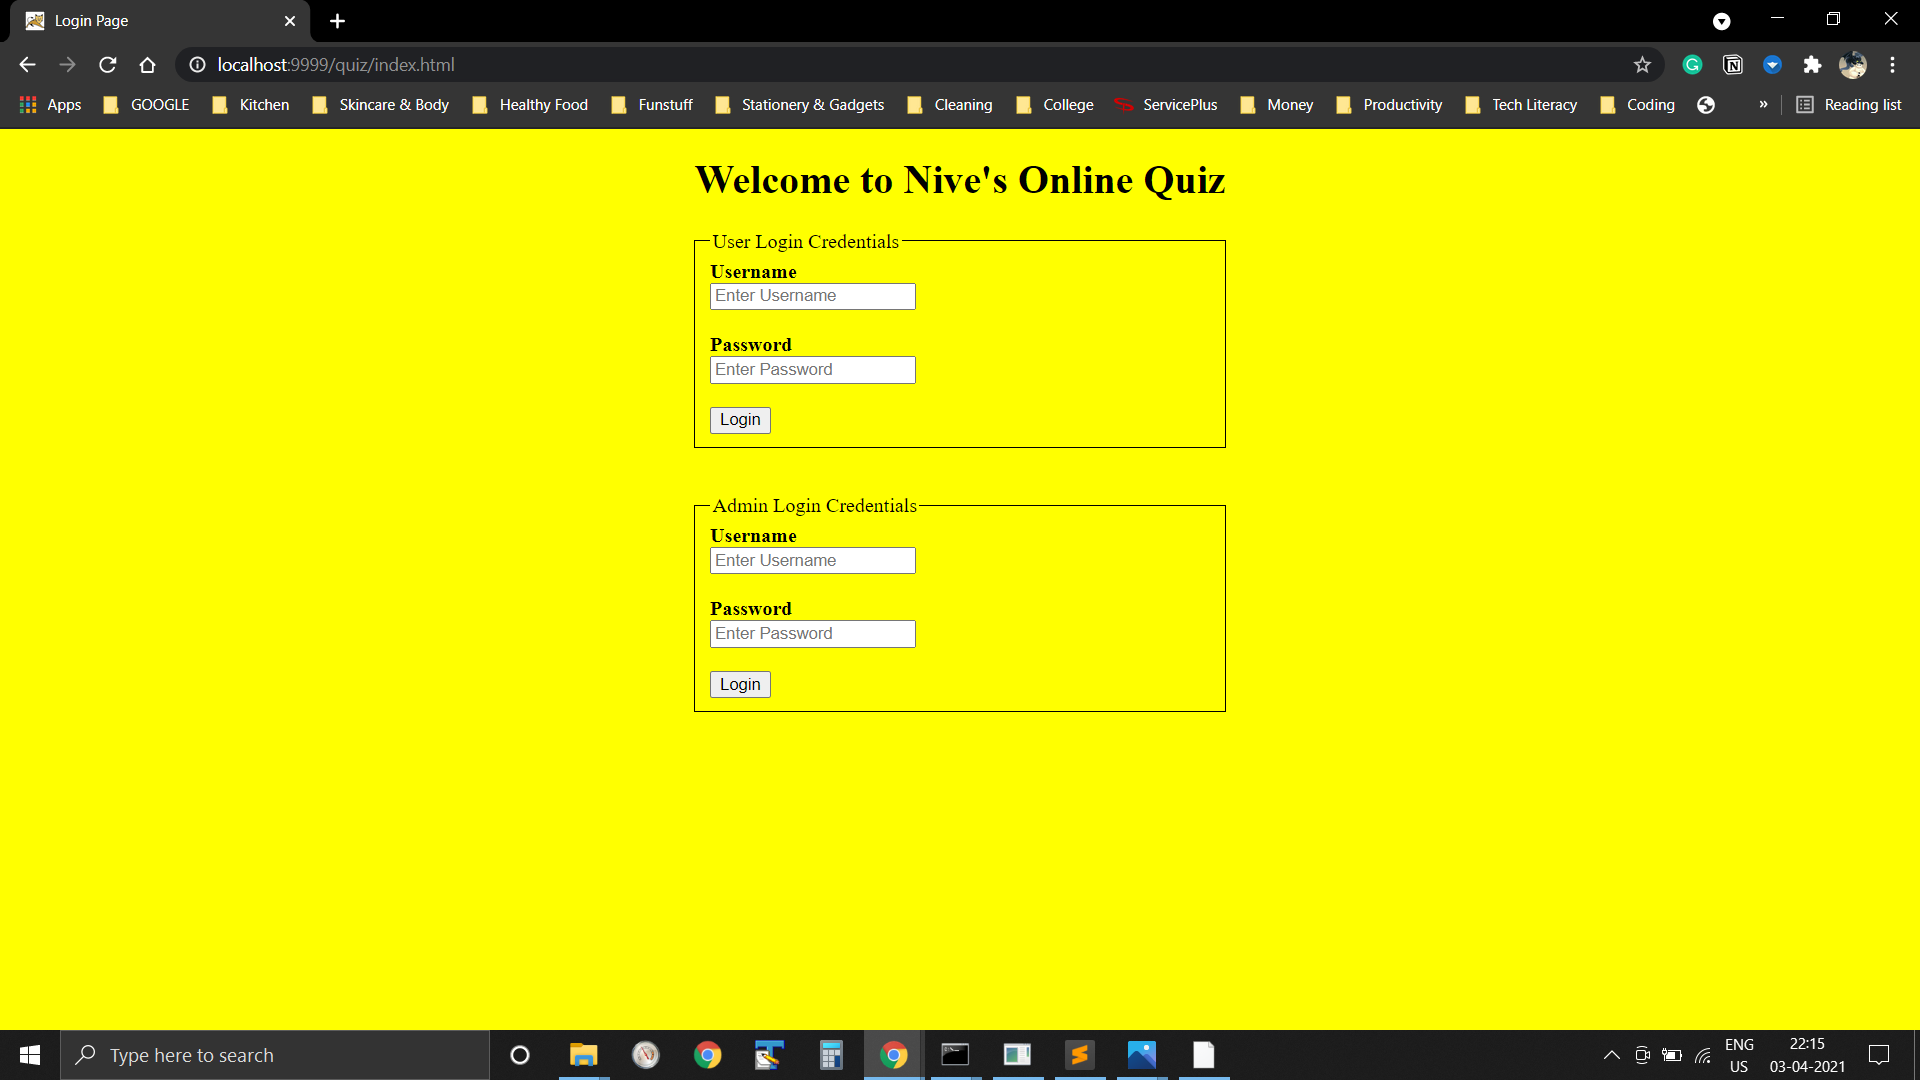 Login Page
localhost:9999/quiz/index.html
Apps GOOGLE Kitchen Skincare & Body Healthy Food Funstuff Stationery & Gadgets Cleaning College ServicePlus Money Productivity Tech Literacy Coding » Reading list
Welcome to Nive's Online Quiz
User Login Credentials
Username
Enter Username
Password
Enter Password
Login
Admin Login Credentials
Username
Enter Username
Password
Enter Password
Login
Type here to search
ENG
US
22:15
03-04-2021